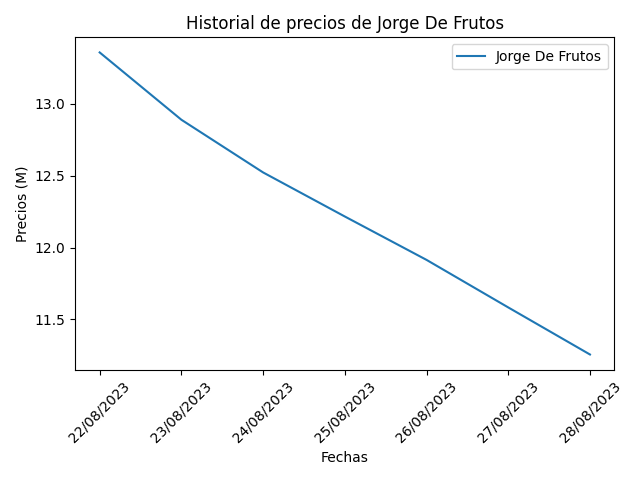 Historial de precios de Jorge De Frutos
Jorge De Frutos
Precios (M)
13.0
12.5
12.0
11.5
22/08/2023
23/08/2023
24/08/2023
25/08/2023
26/08/2023
27/08/2023
28/08/2023
Fechas